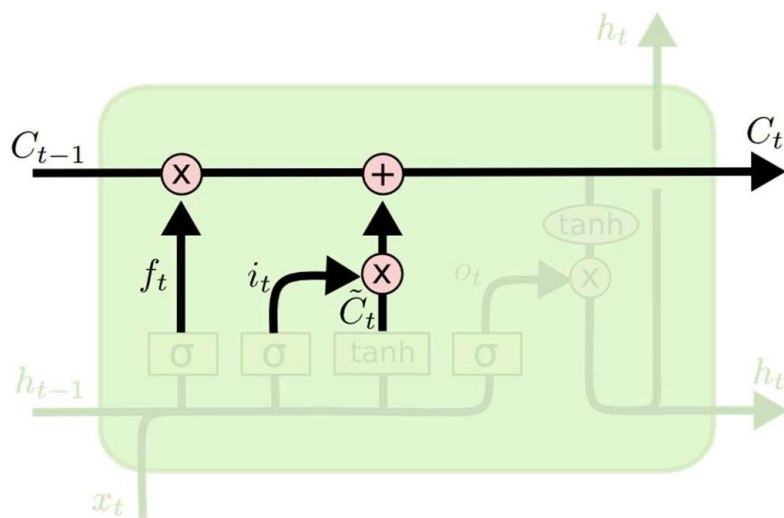 h_t
C_{t-1}
C_t
x
+
tanh
f_t
i_t
x
o_t
x
C̃_t
σ
σ
tanh
σ
h_{t-1}
h_t
x_t